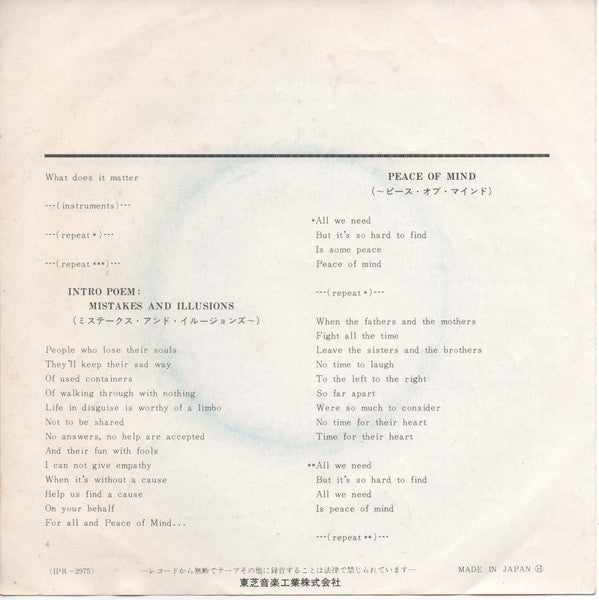 What does it matter
---(instruments)---
---(repeat *)---
---(repeat ***)---
INTRO POEM:
MISTAKES AND ILLUSIONS
(ミステークス・アンド・イルージョンズ〜)
People who lose their souls
They'll keep their sad way
Of used containers
Of walking through with nothing
Life in disguise is worthy of a limbo
Not to be shared
No answers, no help are accepted
And their fun with fools
I can not give empathy
When it's without a cause
Help us find a cause
On your behalf
For all and Peace of Mind...
PEACE OF MIND
(〜ピース・オブ・マインド)
*All we need
But it's so hard to find
Is some peace
Peace of mind
---(repeat *)---
When the fathers and the mothers
Fight all the time
Leave the sisters and the brothers
No time to laugh
To the left to the right
So far apart
Were so much to consider
No time for their heart
Time for their heart
**All we need
But it's so hard to find
All we need
Is peace of mind
---(repeat **)---
(IPR-2975)
—レコードから無断でテープその他に録音することは法律で禁じられています—
MADE IN JAPAN Ⓗ
東芝音楽工業株式会社